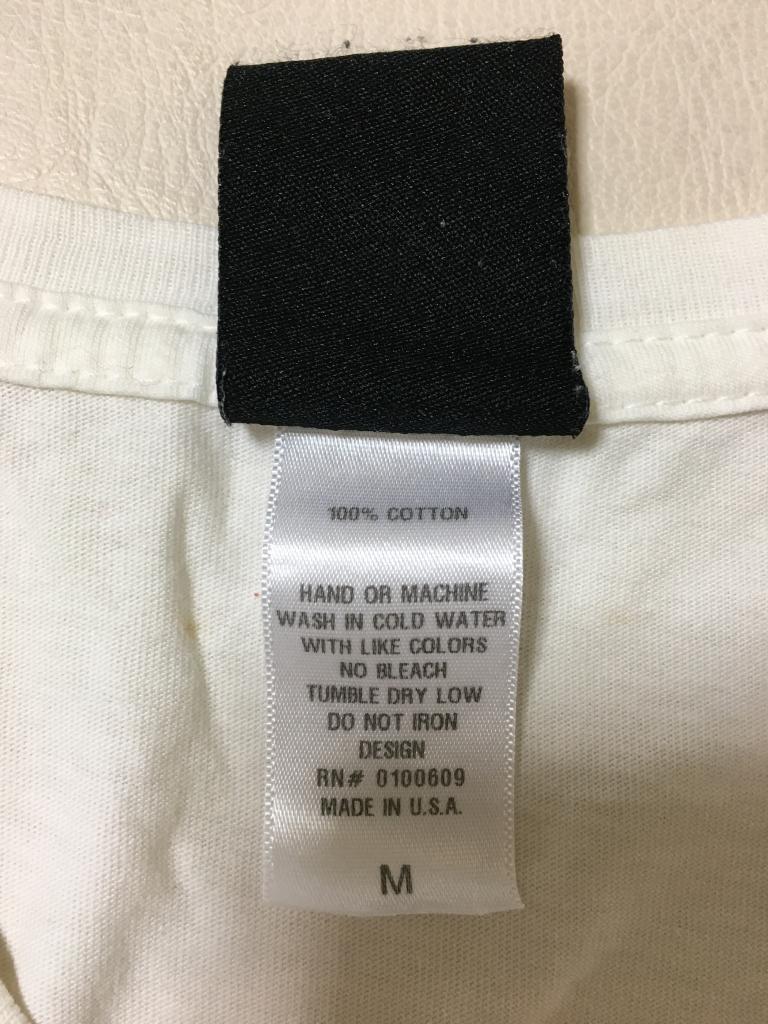 100% COTTON
HAND OR MACHINE
WASH IN COLD WATER
WITH LIKE COLORS
NO BLEACH
TUMBLE DRY LOW
DO NOT IRON
DESIGN
RN# 0100609
MADE IN U.S.A.
M